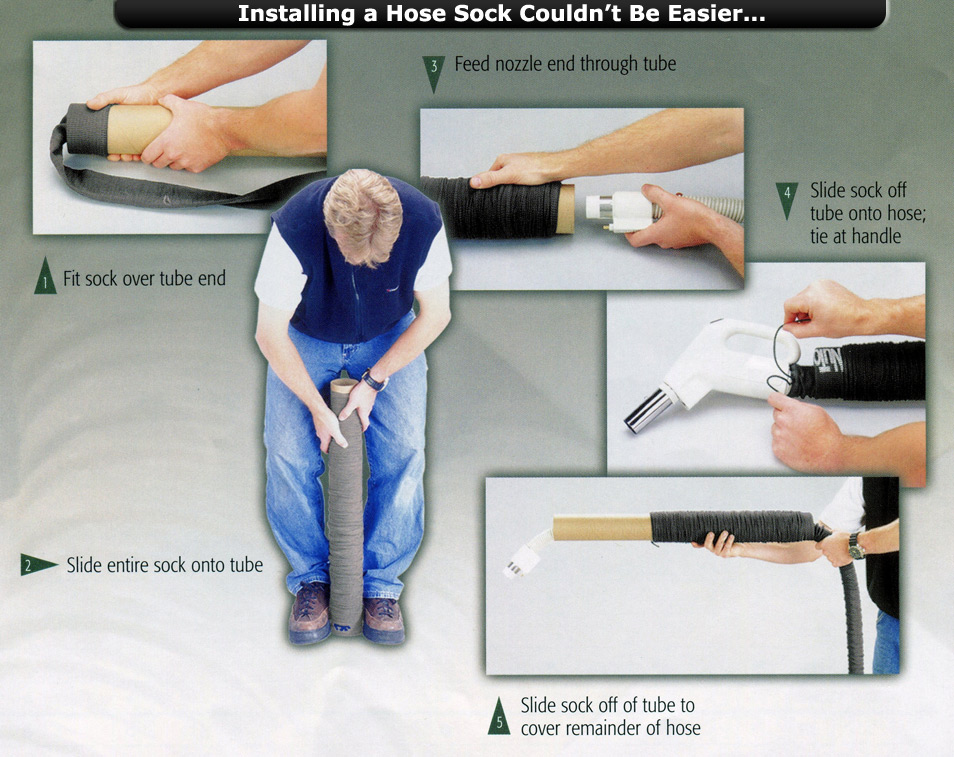 Installing a Hose Sock Couldn’t Be Easier...
1 Fit sock over tube end
2 Slide entire sock onto tube
3 Feed nozzle end through tube
4 Slide sock off
tube onto hose;
tie at handle
5 Slide sock off of tube to
cover remainder of hose